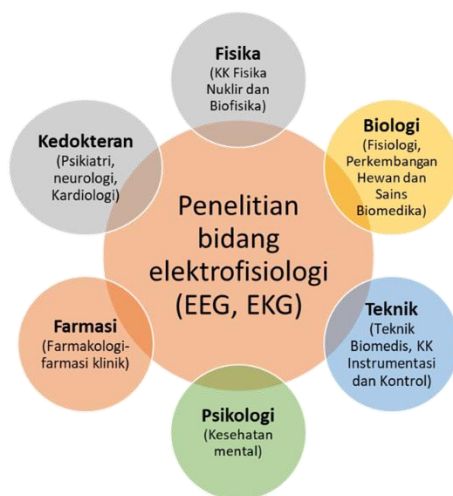 Fisika
(KK Fisika
Nuklir dan
Biofisika)
Biologi
(Fisiologi,
Perkembangan
Hewan dan
Sains
Biomedika)
Teknik
(Teknik
Biomedis, KK
Instrumentasi
dan Kontrol)
Psikologi
(Kesehatan
mental)
Farmasi
(Farmakologi-
farmasi klinik)
Kedokteran
(Psikiatri,
neurologi,
Kardiologi)
Penelitian
bidang
elektrofisiologi
(EEG, EKG)